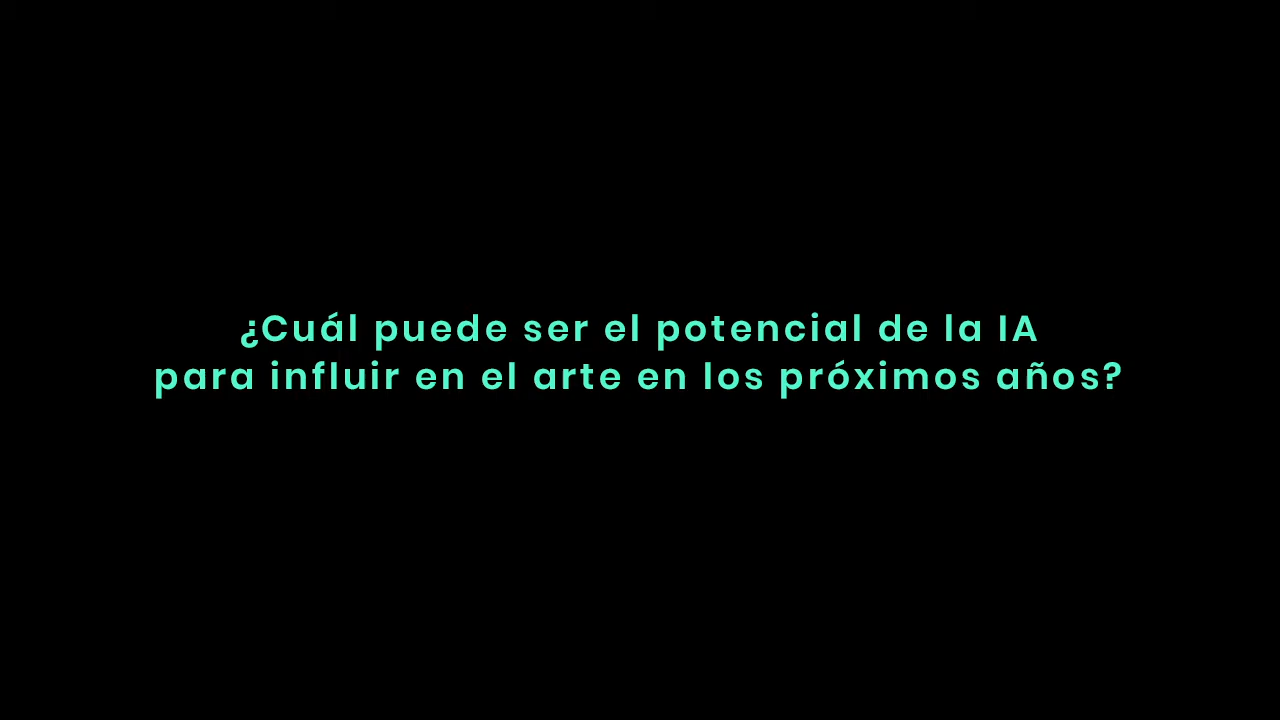 ¿Cuál puede ser el potencial de la IA
para influir en el arte en los próximos años?